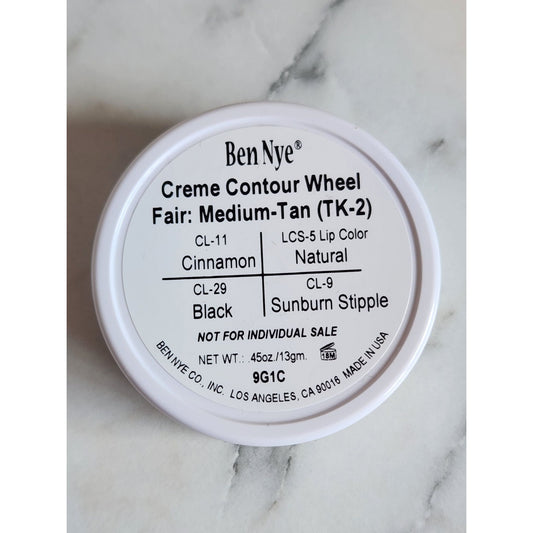 Ben Nye®
Creme Contour Wheel
Fair: Medium-Tan (TK-2)
CL-11
Cinnamon
LCS-5 Lip Color
Natural
CL-29
Black
CL-9
Sunburn Stipple
NOT FOR INDIVIDUAL SALE
NET WT.: .45oz./13gm.
18M
9G1C
BEN NYE CO., INC. LOS ANGELES, CA 90016 MADE IN USA